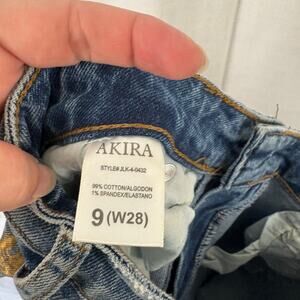 AKIRA
STYLE# JLK-4-0432
99% COTTON/ALGODON
1% SPANDEX/ELASTANO
9 (W28)